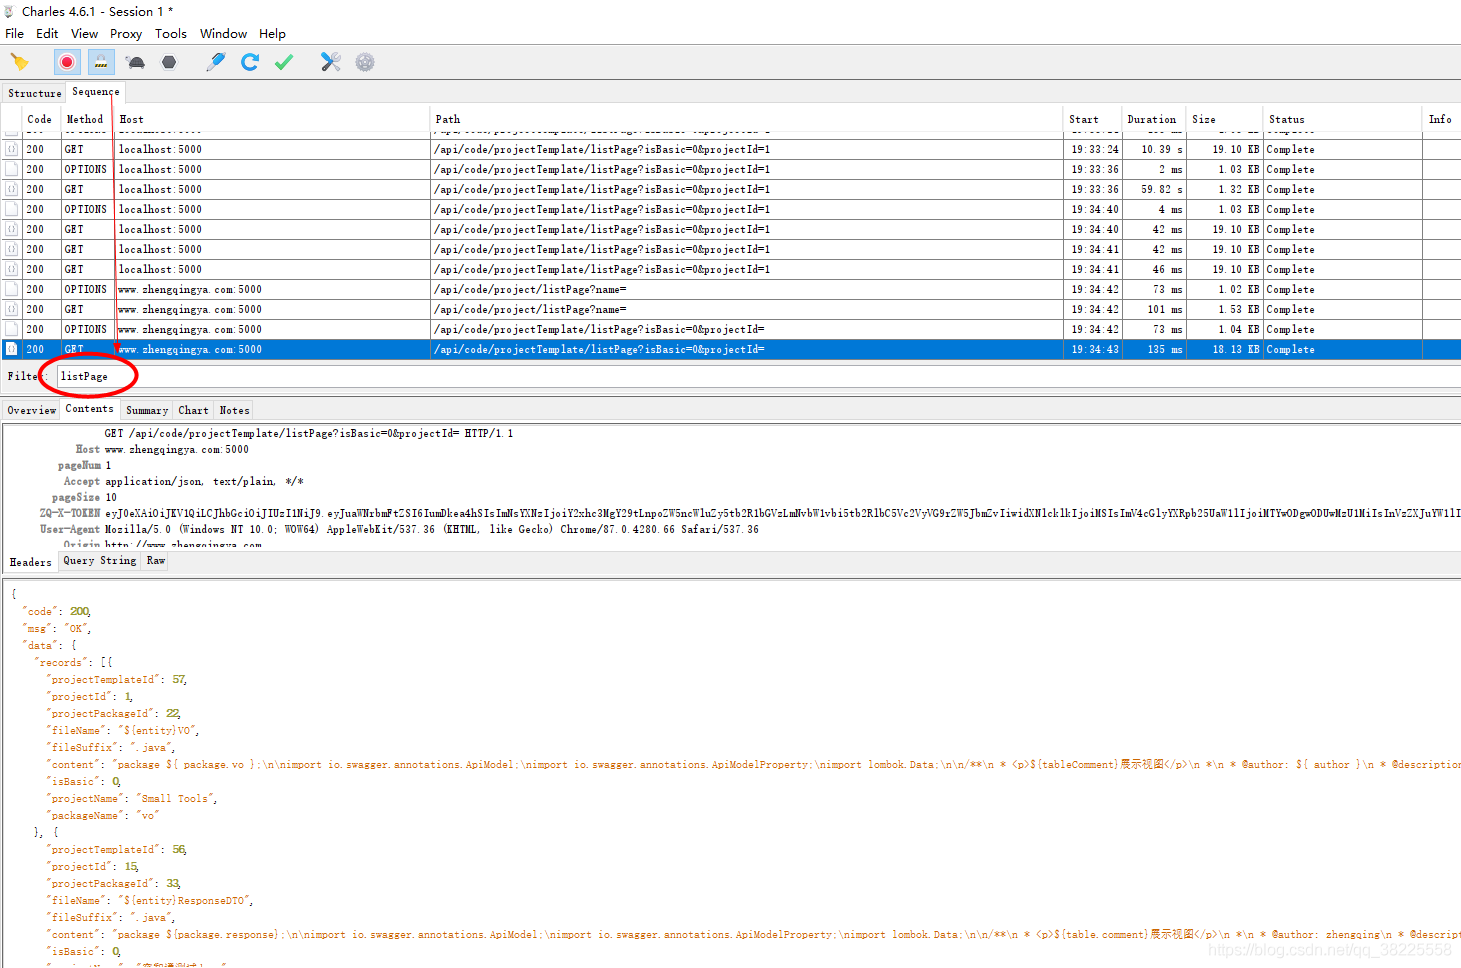 Charles 4.6.1 - Session 1 *
File Edit View Proxy Tools Window Help
Structure Sequence
Code Method Host Path Start Duration Size Status Info
200 GET localhost:5000 /api/code/projectTemplate/listPage?isBasic=0&projectId=1 19:33:24 10.39 s 19.10 KB Complete
200 OPTIONS localhost:5000 /api/code/projectTemplate/listPage?isBasic=0&projectId=1 19:33:36 2 ms 1.03 KB Complete
200 GET localhost:5000 /api/code/projectTemplate/listPage?isBasic=0&projectId=1 19:33:36 59.82 s 1.32 KB Complete
200 OPTIONS localhost:5000 /api/code/projectTemplate/listPage?isBasic=0&projectId=1 19:34:40 4 ms 1.03 KB Complete
200 GET localhost:5000 /api/code/projectTemplate/listPage?isBasic=0&projectId=1 19:34:40 42 ms 19.10 KB Complete
200 GET localhost:5000 /api/code/projectTemplate/listPage?isBasic=0&projectId=1 19:34:41 42 ms 19.10 KB Complete
200 GET localhost:5000 /api/code/projectTemplate/listPage?isBasic=0&projectId=1 19:34:41 46 ms 19.10 KB Complete
200 OPTIONS www.zhengqingya.com:5000 /api/code/project/listPage?name= 19:34:42 73 ms 1.02 KB Complete
200 GET www.zhengqingya.com:5000 /api/code/project/listPage?name= 19:34:42 101 ms 1.53 KB Complete
200 OPTIONS www.zhengqingya.com:5000 /api/code/projectTemplate/listPage?isBasic=0&projectId= 19:34:42 73 ms 1.04 KB Complete
200 GET www.zhengqingya.com:5000 /api/code/projectTemplate/listPage?isBasic=0&projectId= 19:34:43 135 ms 18.13 KB Complete
Filter: listPage
Overview Contents Summary Chart Notes
GET /api/code/projectTemplate/listPage?isBasic=0&projectId= HTTP/1.1
Host www.zhengqingya.com:5000
pageNum 1
Accept application/json, text/plain, */*
pageSize 10
ZQ-X-TOKEN
User-Agent Mozilla/5.0 (Windows NT 10.0; WOW64) AppleWebKit/537.36 (KHTML, like Gecko) Chrome/87.0.4280.66 Safari/537.36
Origin http://www.zhengqingya.com
Headers Query String Raw
{
"code": 200,
"msg": "OK",
"data": {
"records": [{
"projectTemplateId": 57,
"projectId": 1,
"projectPackageId": 22,
"fileName": "${entity}VO",
"fileSuffix": ".java",
"content": "package ${ package.vo };\n\nimport io.swagger.annotations.ApiModel;\nimport io.swagger.annotations.ApiModelProperty;\nimport lombok.Data;\n\n/**\n * <p>${tableComment}展示视图</p>\n *\n * @author: ${ author }\n * @description
"isBasic": 0,
"projectName": "Small Tools",
"packageName": "vo"
}, {
"projectTemplateId": 56,
"projectId": 15,
"projectPackageId": 33,
"fileName": "${entity}ResponseDTO",
"fileSuffix": ".java",
"content": "package ${package.response};\n\nimport io.swagger.annotations.ApiModel;\nimport io.swagger.annotations.ApiModelProperty;\nimport lombok.Data;\n\n/**\n * <p>${table.comment}展示视图</p>\n *\n * @author: zhengqing\n * @descript
"isBasic": 0,
https://blog.csdn.net/qq_38225558